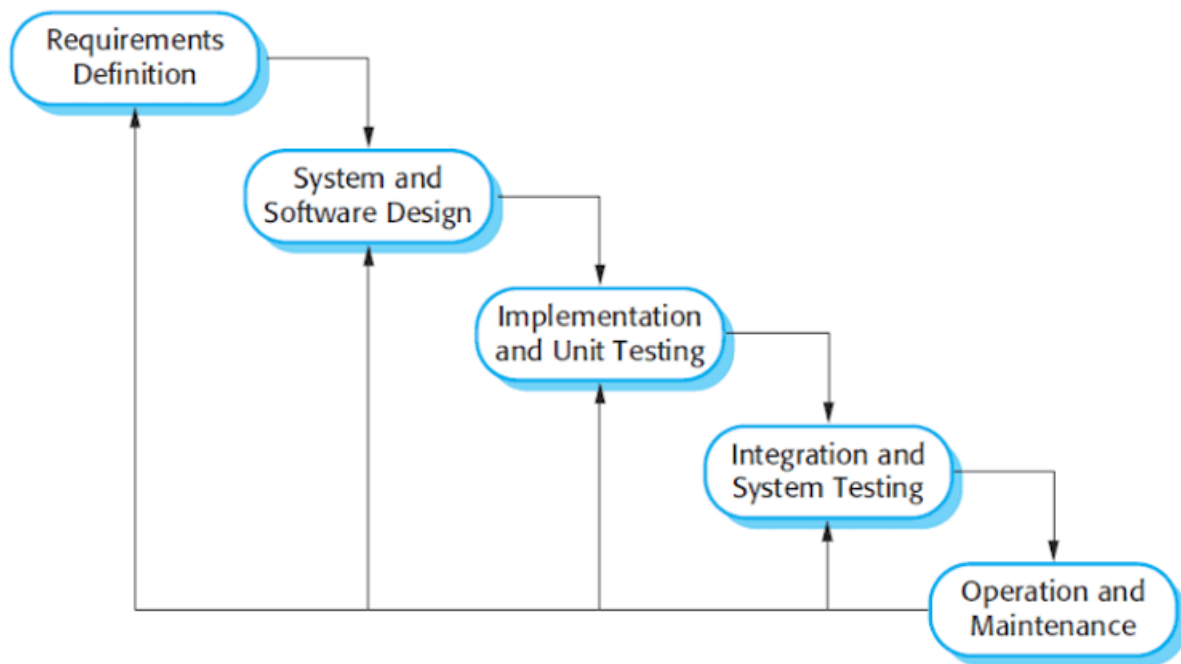 Requirements
Definition
System and
Software Design
Implementation
and Unit Testing
Integration and
System Testing
Operation and
Maintenance